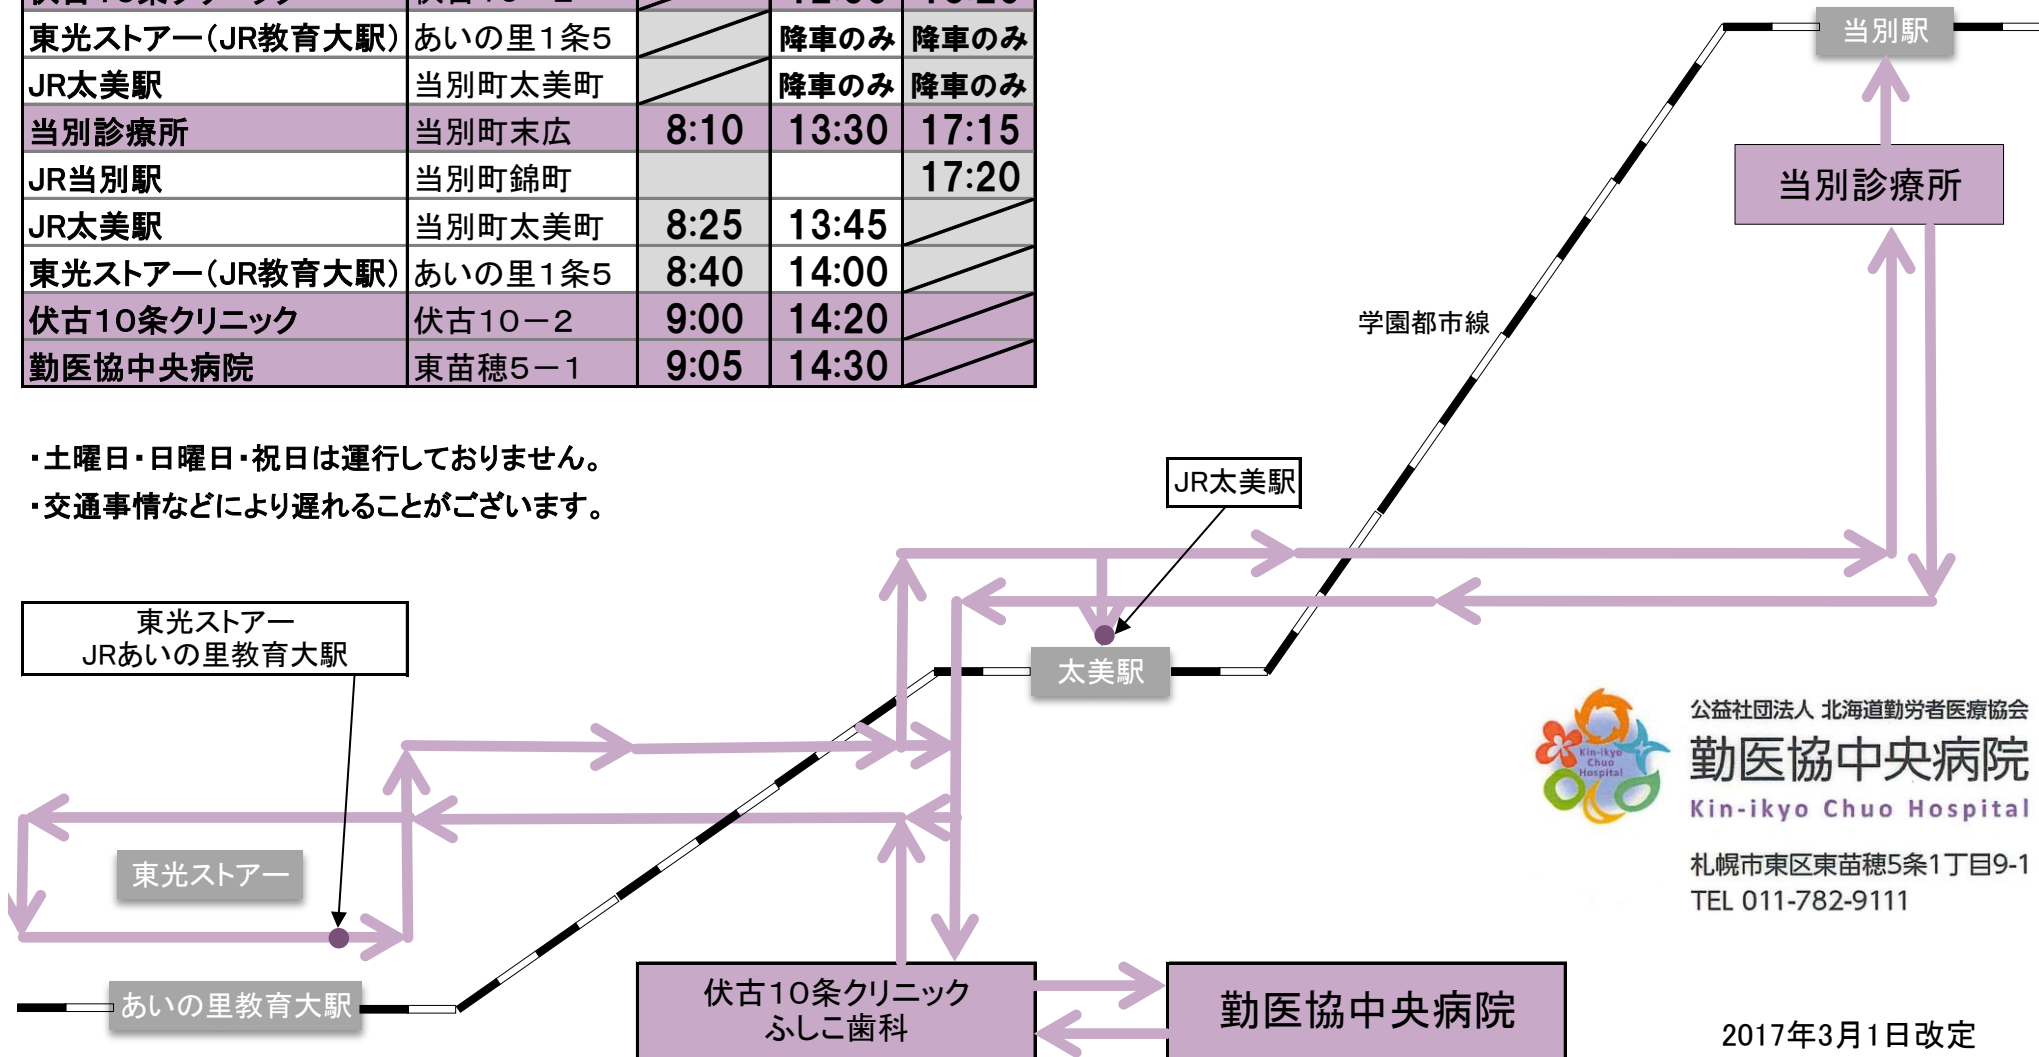 東光ストアー(JR教育大駅) あいの里1条5 降車のみ 降車のみ
JR太美駅 当別町太美町 降車のみ 降車のみ
当別診療所 当別町末広 8:10 13:30 17:15
JR当別駅 当別町錦町 17:20
JR太美駅 当別町太美町 8:25 13:45
東光ストアー(JR教育大駅) あいの里1条5 8:40 14:00
伏古10条クリニック 伏古10-2 9:00 14:20
勤医協中央病院 東苗穂5-1 9:05 14:30
・土曜日・日曜日・祝日は運行しておりません。
・交通事情などにより遅れることがございます。
当別駅
当別診療所
学園都市線
JR太美駅
東光ストアー
JRあいの里教育大駅
太美駅
東光ストアー
あいの里教育大駅
伏古10条クリニック
ふしこ歯科
勤医協中央病院
Kin-ikyo
Chuo
Hospital
公益社団法人 北海道勤労者医療協会
勤医協中央病院
Kin-ikyo Chuo Hospital
札幌市東区東苗穂5条1丁目9-1
TEL 011-782-9111
2017年3月1日改定